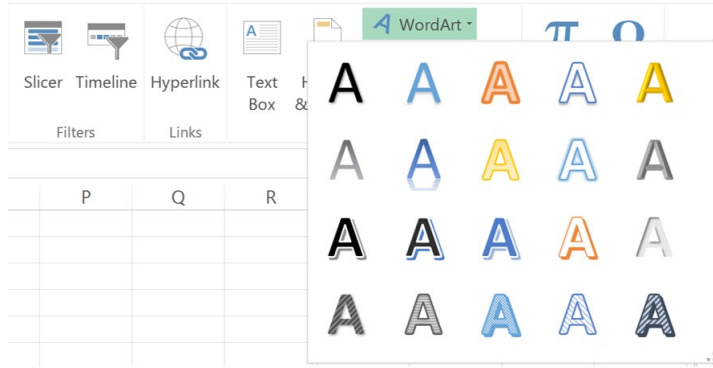 WordArt
Slicer Timeline Hyperlink Text
Box
&
Filters Links
P Q R
A A A A A
A A A A A
A A A A A
A A A A A